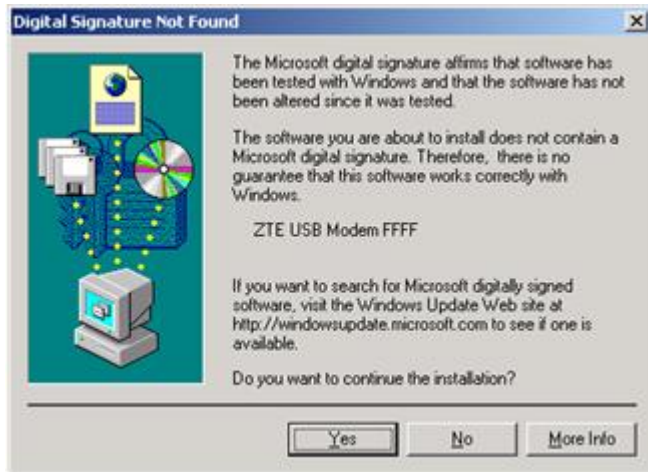 Digital Signature Not Found
The Microsoft digital signature affirms that software has
been tested with Windows and that the software has not
been altered since it was tested.
The software you are about to install does not contain a
Microsoft digital signature. Therefore, there is no
guarantee that this software works correctly with
Windows.
ZTE USB Modem FFFF
If you want to search for Microsoft digitally signed
software, visit the Windows Update Web site at
http://windowsupdate.microsoft.com to see if one is
available.
Do you want to continue the installation?
Yes No More Info